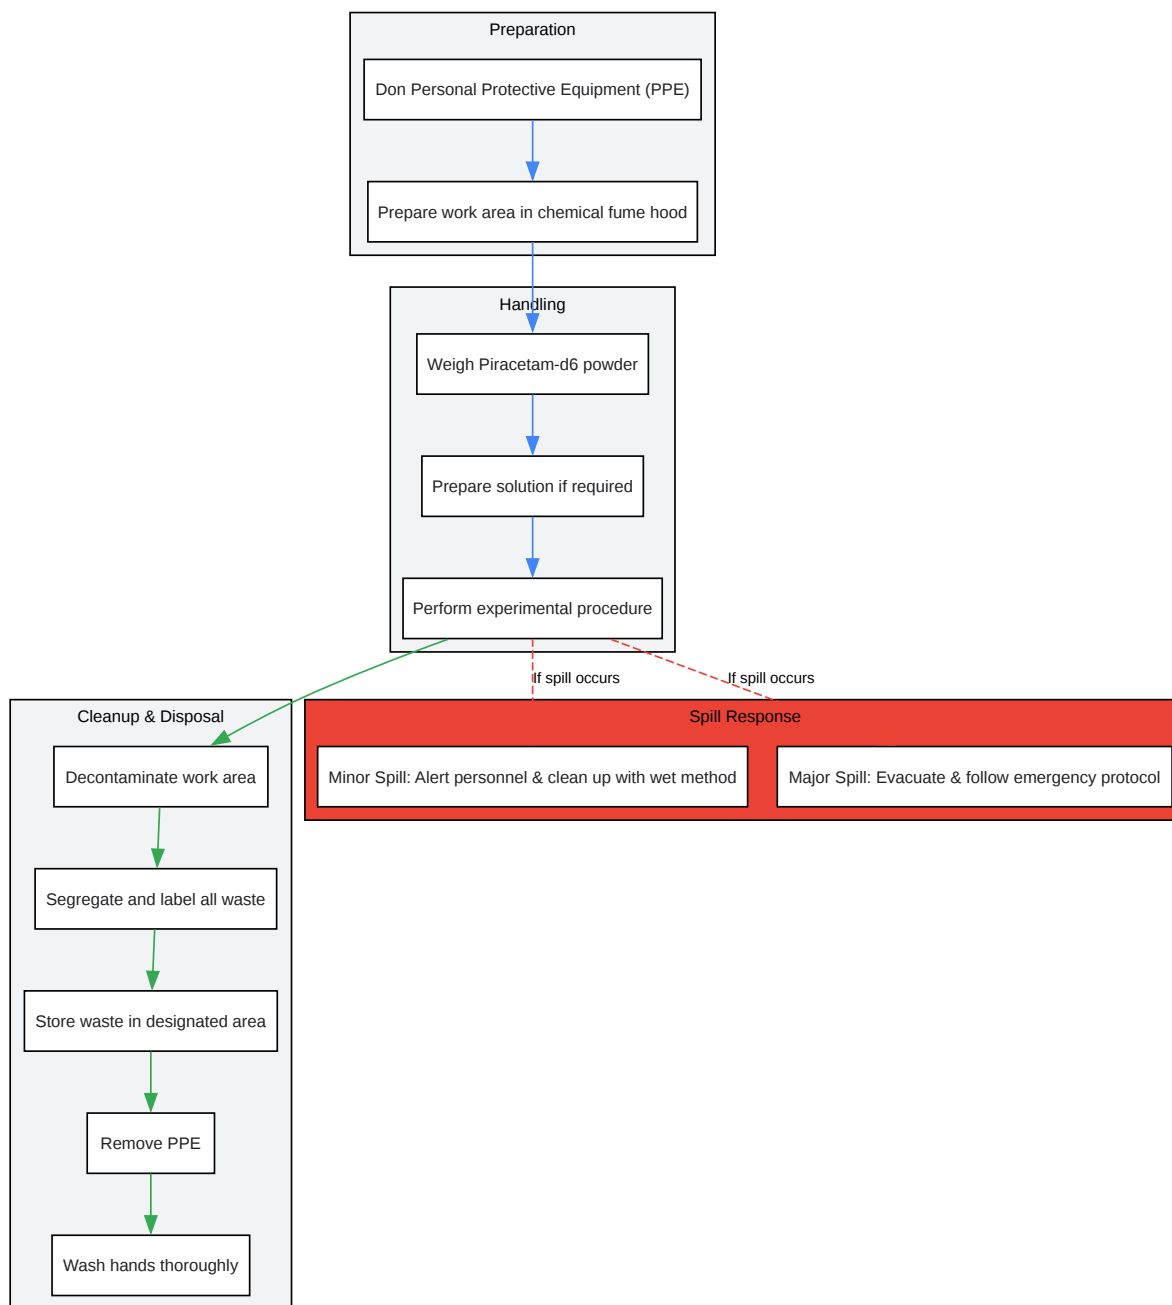 Preparation
Don Personal Protective Equipment (PPE)
Prepare work area in chemical fume hood
Handling
Weigh Piracetam-d6 powder
Prepare solution if required
Perform experimental procedure
If spill occurs
If spill occurs
Cleanup & Disposal
Spill Response
Decontaminate work area
Minor Spill: Alert personnel & clean up with wet method
Major Spill: Evacuate & follow emergency protocol
Segregate and label all waste
Store waste in designated area
Remove PPE
Wash hands thoroughly